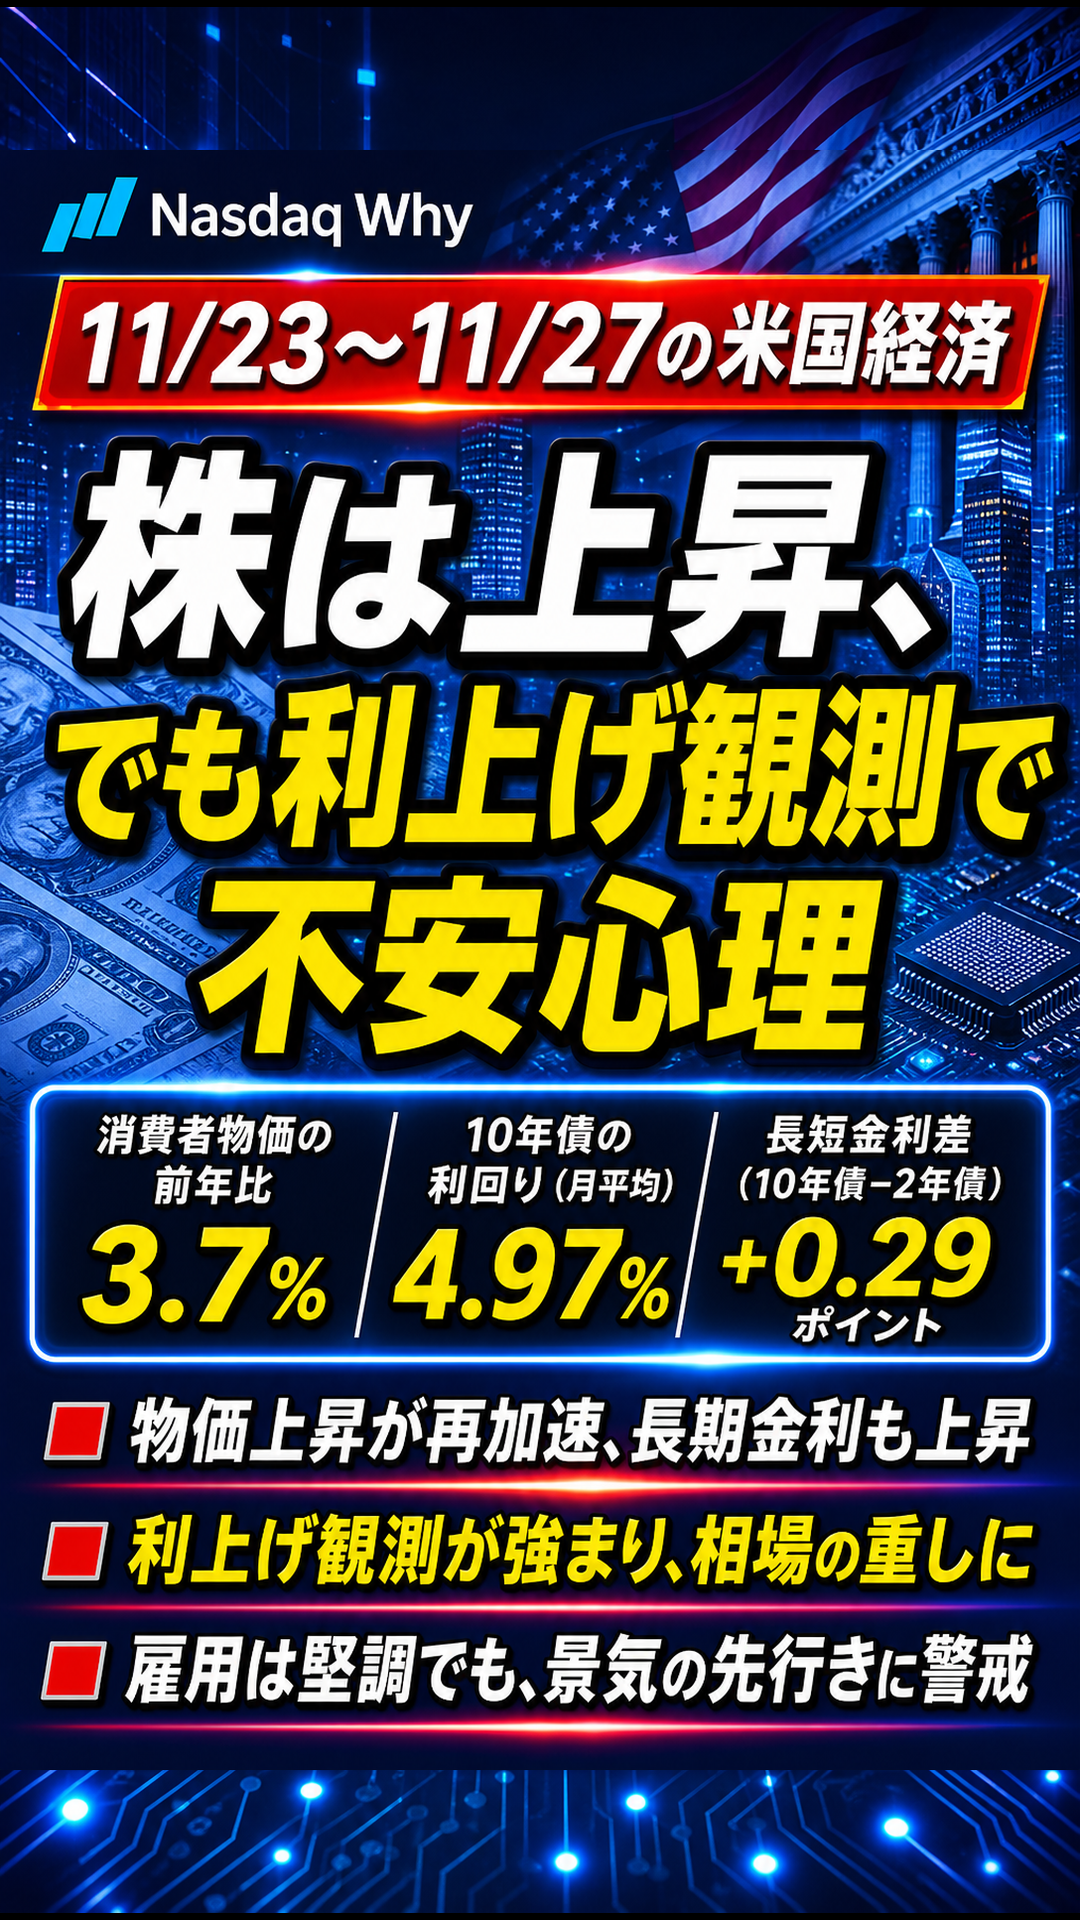 Nasdaq Why
11/23〜11/27の米国経済
株は上昇、
でも利上げ観測で
不安心理
消費者物価の
前年比
3.7%
10年債の
利回り(月平均)
4.97%
長短金利差
(10年債−2年債)
+0.29
ポイント
物価上昇が再加速、長期金利も上昇
利上げ観測が強まり、相場の重しに
雇用は堅調でも、景気の先行きに警戒